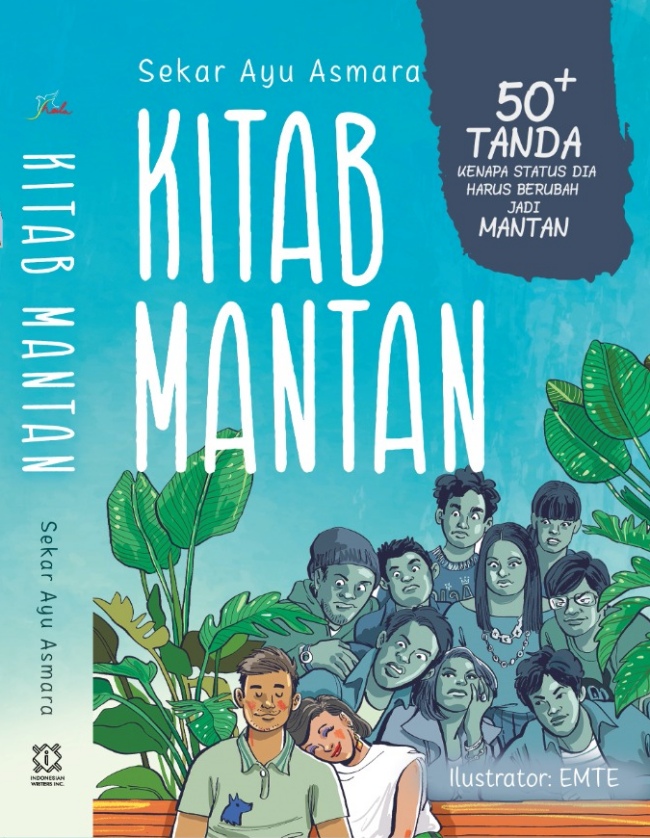 Sekar Ayu Asmara
KITAB
MANTAN
50+
TANDA
KENAPA STATUS DIA
HARUS BERUBAH
JADI
MANTAN
Ilustrator: EMTE
KITAB MANTAN
Sekar Ayu Asmara
INDONESIAN
WRITERS INC.